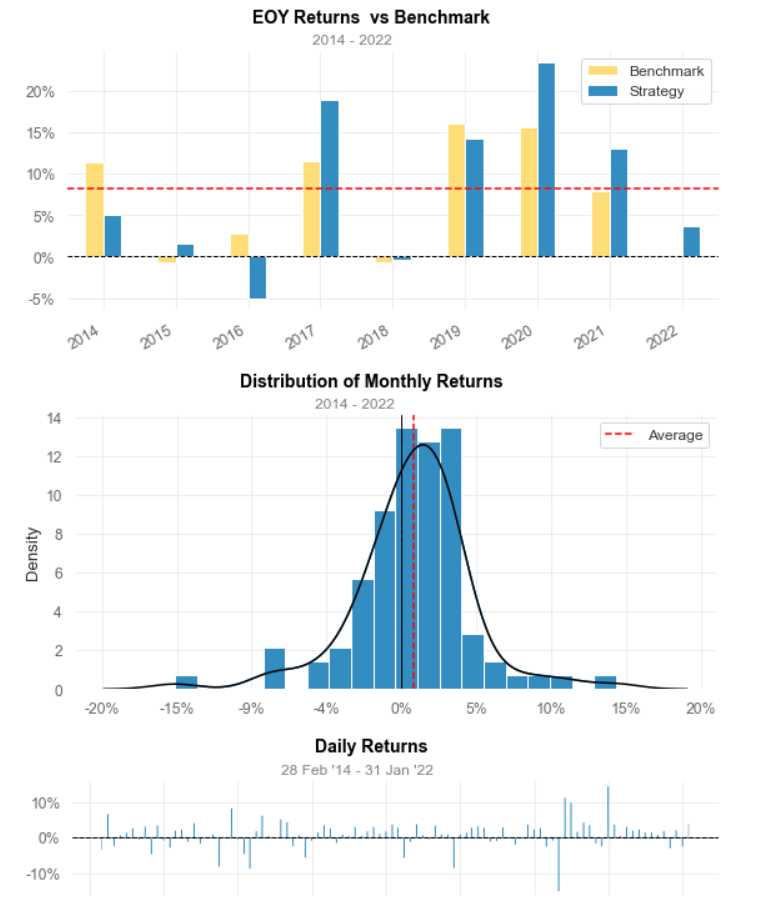 EOY Returns  vs Benchmark
2014 - 2022
Benchmark
Strategy
20%
15%
10%
5%
0%
-5%
2014 2015 2016 2017 2018 2019 2020 2021 2022
Distribution of Monthly Returns
2014 - 2022
Average
Density
14
12
10
8
6
4
2
0
-20% -15% -9% -4% 0% 5% 10% 15% 20%
Daily Returns
28 Feb '14 - 31 Jan '22
10%
0%
-10%